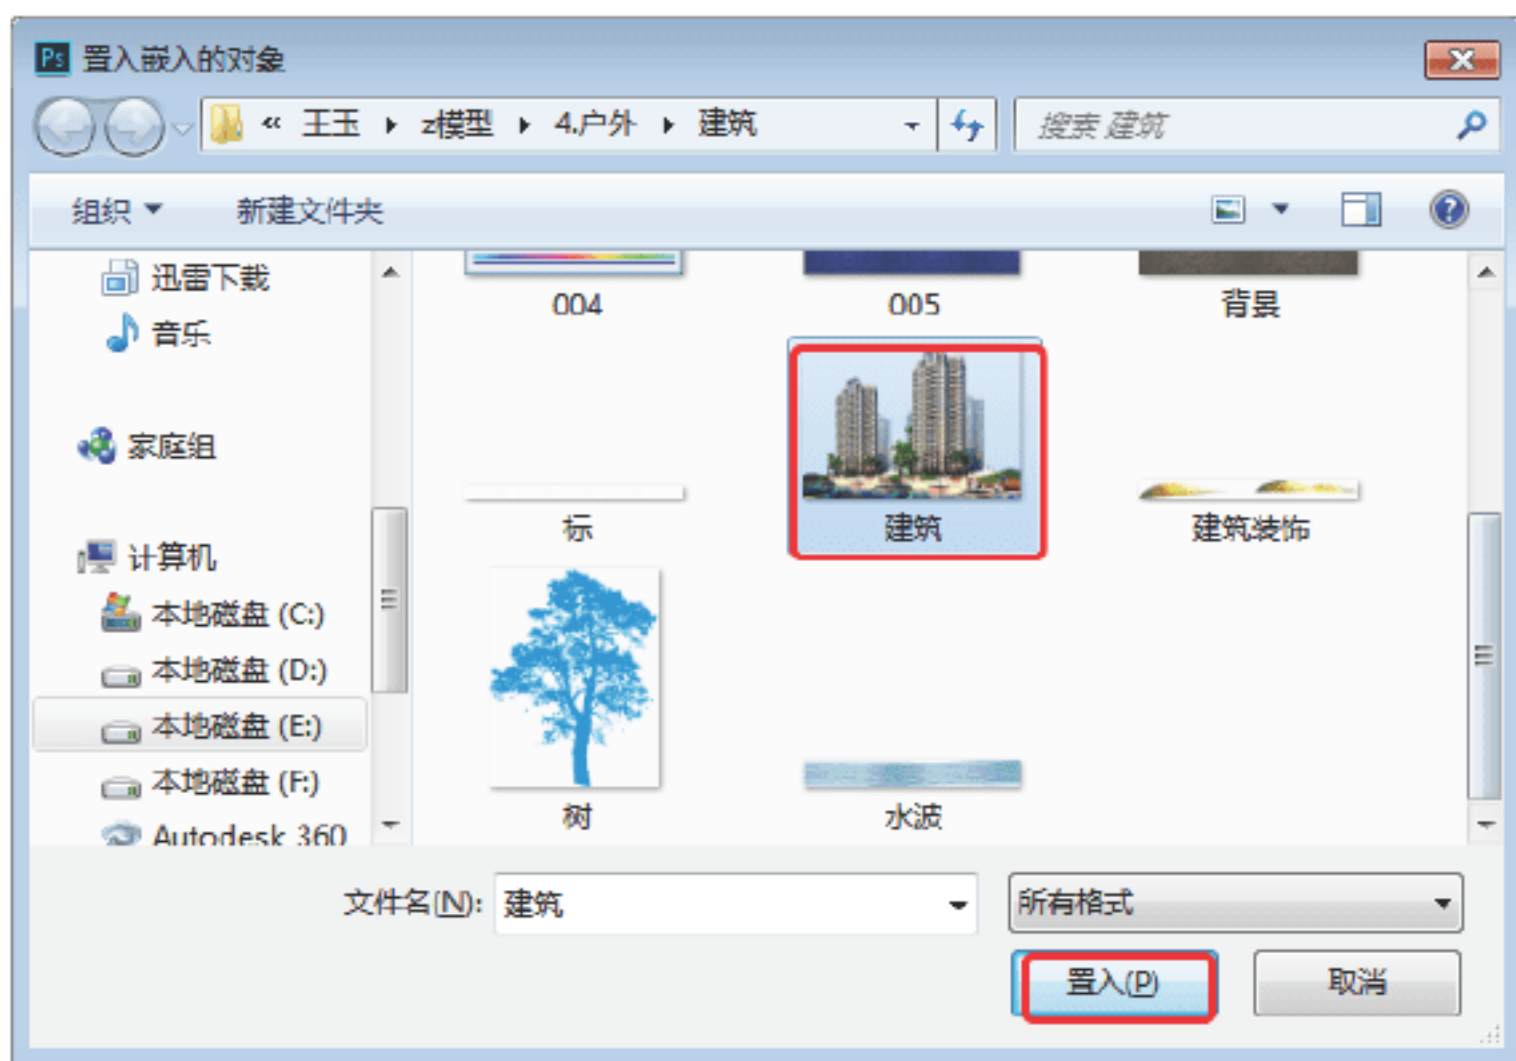 Ps 置入嵌入的对象
« 王玉 ▸ z模型 ▸ 4.户外 ▸ 建筑
搜索 建筑
组织 新建文件夹
迅雷下载
音乐
家庭组
计算机
本地磁盘 (C:)
本地磁盘 (D:)
本地磁盘 (E:)
本地磁盘 (F:)
Autodesk 360
004 005 背景
标 建筑 建筑装饰
树 水波
文件名(N): 建筑 所有格式
置入(P) 取消